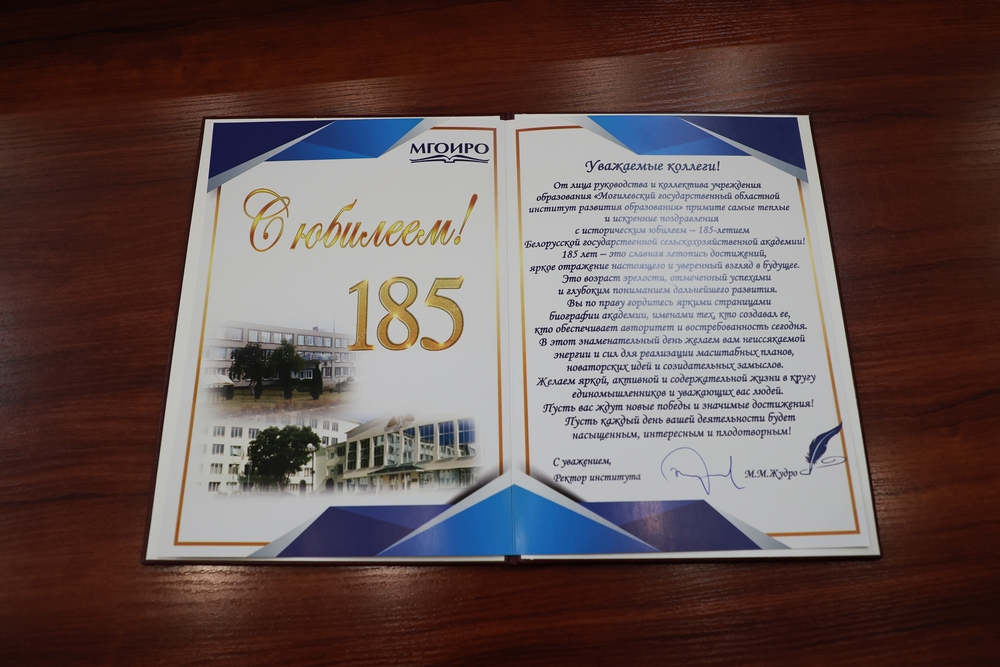 МГОИРО
С юбилеем!
185
Уважаемые коллеги!
От лица руководства и коллектива учреждения
образования «Могилевский государственный областной
институт развития образования» примите самые теплые
и искренние поздравления
с историческим юбилеем – 185-летием
Белорусской государственной сельскохозяйственной академии!
185 лет – это славная летопись достижений,
яркое отражение настоящего и уверенный взгляд в будущее.
Это возраст зрелости, отмеченный успехами
и глубоким пониманием дальнейшего развития.
Вы по праву гордитесь яркими страницами
биографии академии, именами тех, кто создавал ее,
кто обеспечивает авторитет и востребованность сегодня.
В этот знаменательный день желаем вам неиссякаемой
энергии и сил для реализации масштабных планов,
новаторских идей и созидательных замыслов.
Желаем яркой, активной и содержательной жизни в кругу
единомышленников и уважающих вас людей.
Пусть вас ждут новые победы и значимые достижения!
Пусть каждый день вашей деятельности будет
насыщенным, интересным и плодотворным!
С уважением,
Ректор института
М.М.Жудро